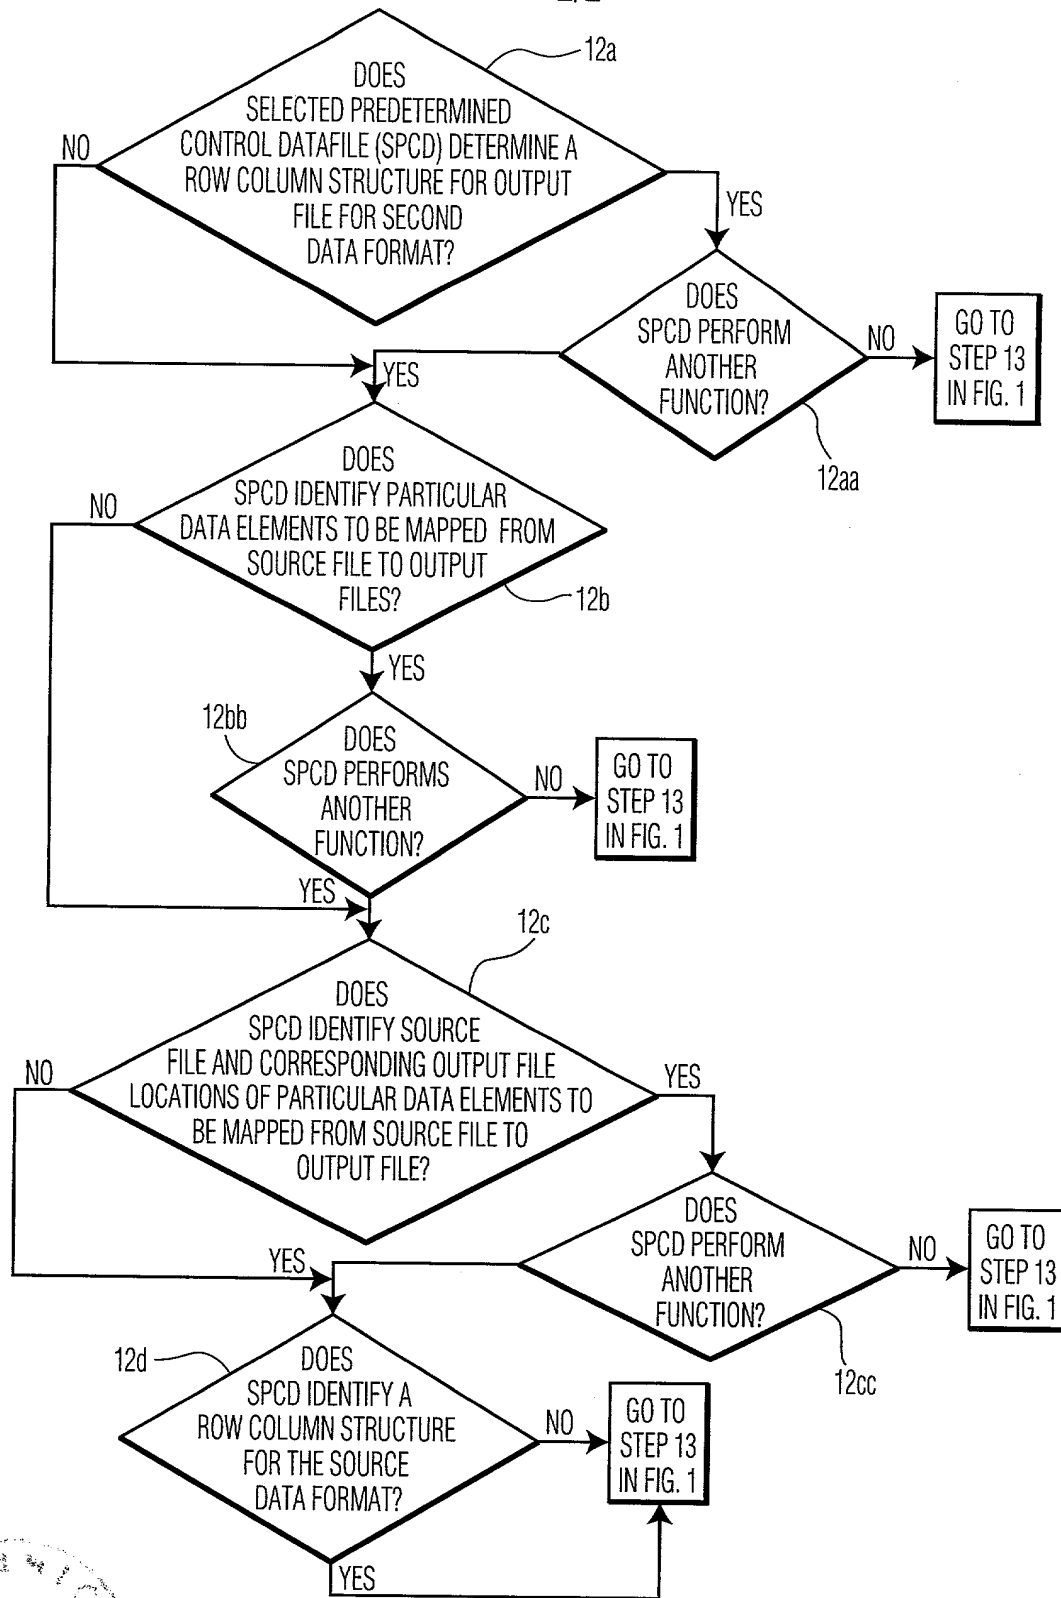 12a
DOES
SELECTED PREDETERMINED
CONTROL DATAFILE (SPCD) DETERMINE A
ROW COLUMN STRUCTURE FOR OUTPUT
FILE FOR SECOND
DATA FORMAT?
NO
YES
DOES
SPCD PERFORM
ANOTHER
FUNCTION?
12aa
NO
GO TO
STEP 13
IN FIG. 1
YES
DOES
SPCD IDENTIFY PARTICULAR
DATA ELEMENTS TO BE MAPPED FROM
SOURCE FILE TO OUTPUT
FILES?
12b
NO
YES
12bb
DOES
SPCD PERFORMS
ANOTHER
FUNCTION?
NO
GO TO
STEP 13
IN FIG. 1
YES
12c
DOES
SPCD IDENTIFY SOURCE
FILE AND CORRESPONDING OUTPUT FILE
LOCATIONS OF PARTICULAR DATA ELEMENTS TO
BE MAPPED FROM SOURCE FILE TO
OUTPUT FILE?
NO
YES
DOES
SPCD PERFORM
ANOTHER
FUNCTION?
12cc
NO
GO TO
STEP 13
IN FIG. 1
YES
12d
DOES
SPCD IDENTIFY A
ROW COLUMN STRUCTURE
FOR THE SOURCE
DATA FORMAT?
NO
GO TO
STEP 13
IN FIG. 1
YES